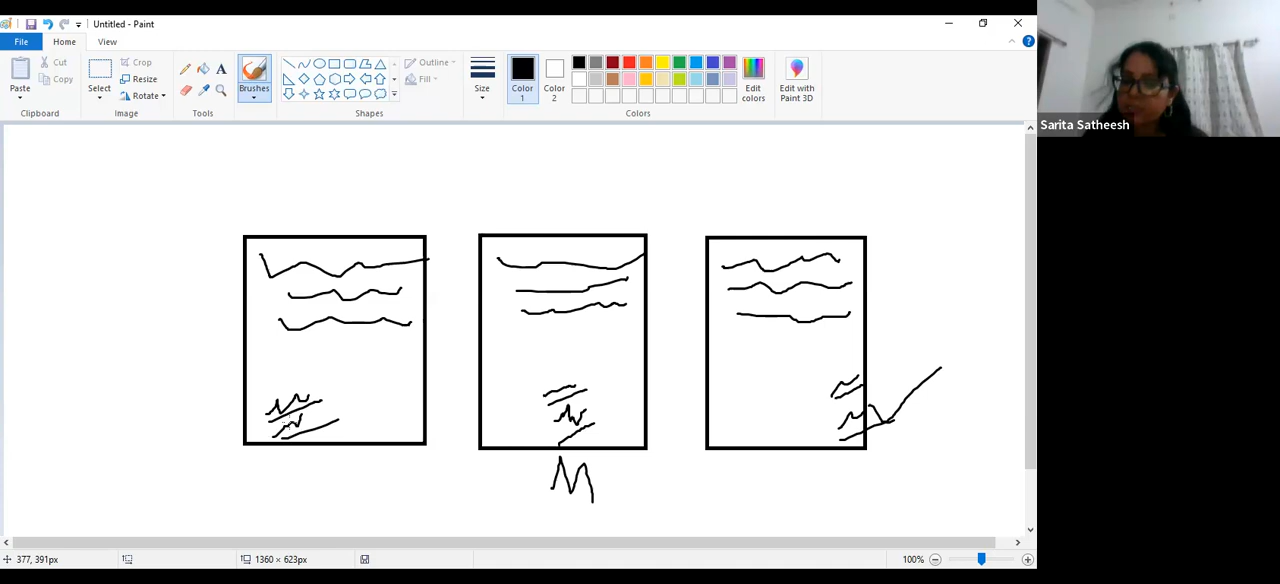 Untitled - Paint
File Home View
Paste
Cut
Copy
Clipboard
Select
Crop
Resize
Rotate
Image
A
Tools
Brushes
Outline
Fill
Shapes
Size
Color 1
Color 2
Edit colors
Colors
Edit with Paint 3D
Sarita Satheesh
M
377, 391px
1360 × 623px
100%